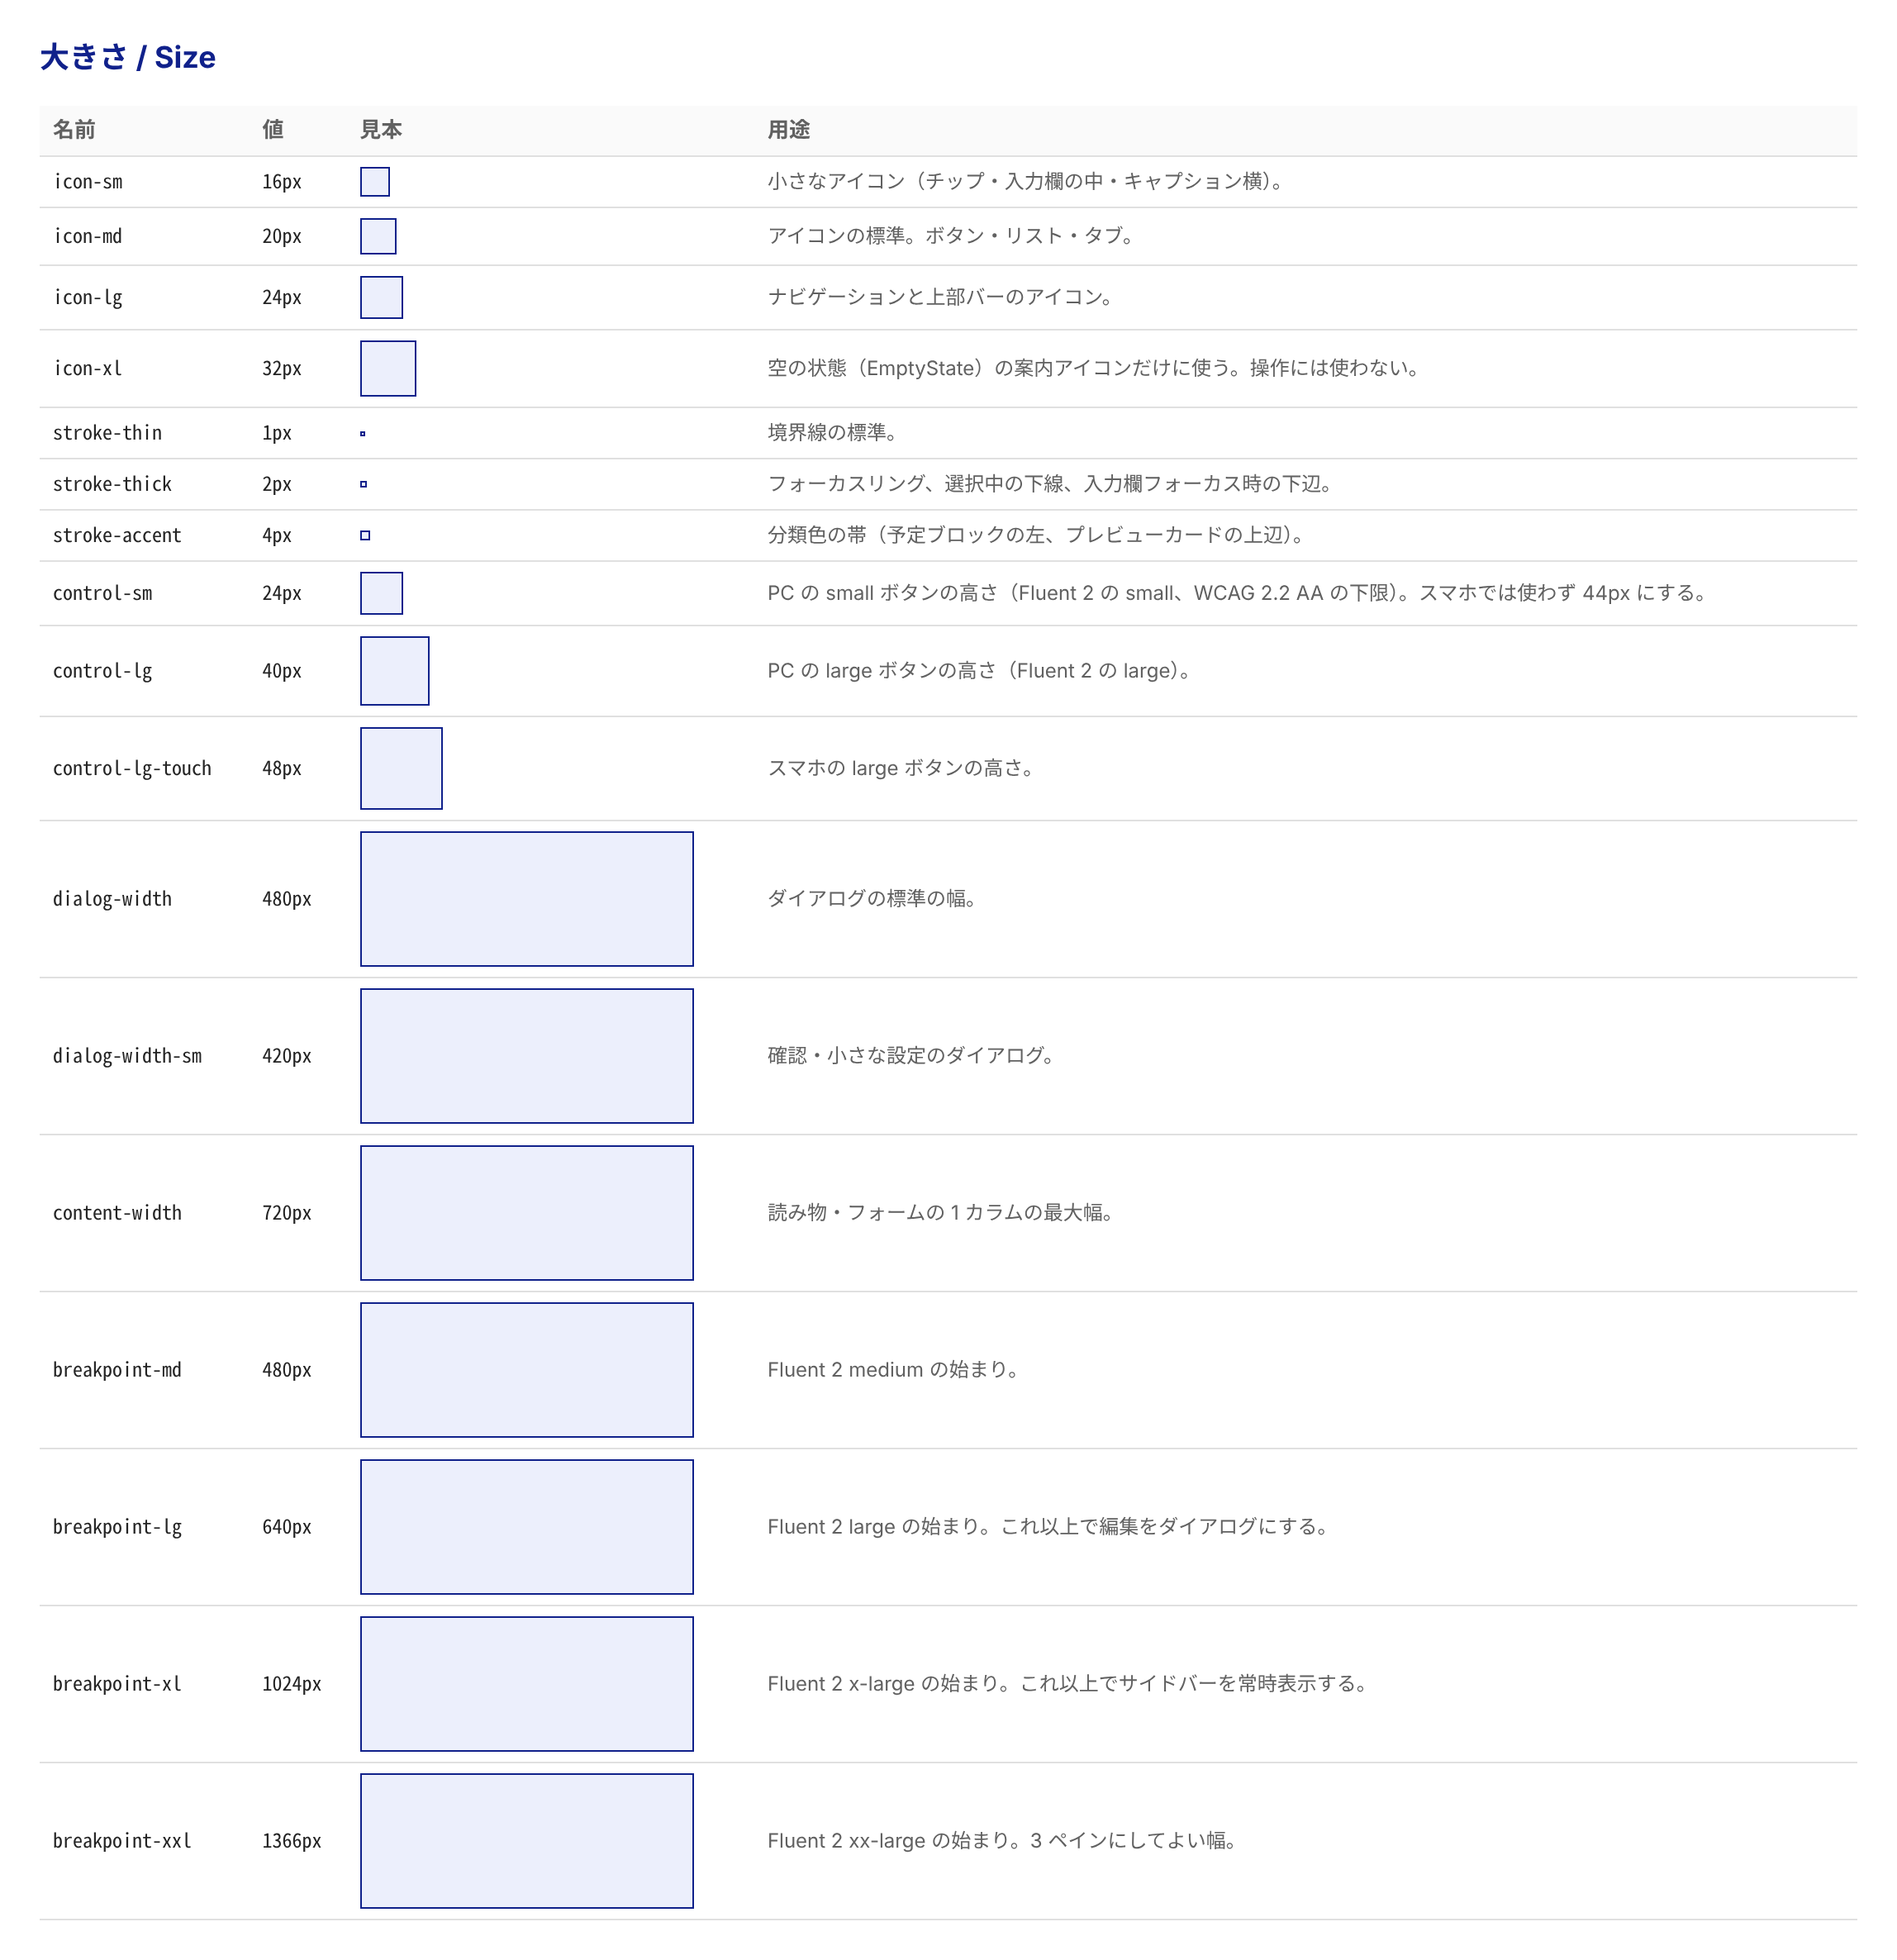 大きさ / Size
名前 値 見本 用途
icon-sm 16px 小さなアイコン（チップ・入力欄の中・キャプション横）。
icon-md 20px アイコンの標準。ボタン・リスト・タブ。
icon-lg 24px ナビゲーションと上部バーのアイコン。
icon-xl 32px 空の状態（EmptyState）の案内アイコンだけに使う。操作には使わない。
stroke-thin 1px 境界線の標準。
stroke-thick 2px フォーカスリング、選択中の下線、入力欄フォーカス時の下辺。
stroke-accent 4px 分類色の帯（予定ブロックの左、プレビューカードの上辺）。
control-sm 24px PC の small ボタンの高さ（Fluent 2 の small、WCAG 2.2 AA の下限）。スマホでは使わず 44px にする。
control-lg 40px PC の large ボタンの高さ（Fluent 2 の large）。
control-lg-touch 48px スマホの large ボタンの高さ。
dialog-width 480px ダイアログの標準の幅。
dialog-width-sm 420px 確認・小さな設定のダイアログ。
content-width 720px 読み物・フォームの 1 カラムの最大幅。
breakpoint-md 480px Fluent 2 medium の始まり。
breakpoint-lg 640px Fluent 2 large の始まり。これ以上で編集をダイアログにする。
breakpoint-xl 1024px Fluent 2 x-large の始まり。これ以上でサイドバーを常時表示する。
breakpoint-xxl 1366px Fluent 2 xx-large の始まり。3 ペインにしてよい幅。